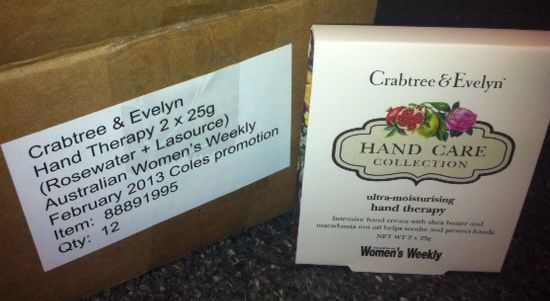 Crabtree & Evelyn
Hand Therapy 2 x 25g
(Rosewater + Lasource)
Australian Women's Weekly
February 2013 Coles promotion
Item: 88891995
Qty: 12
Crabtree & Evelyn
HAND CARE
COLLECTION
ultra-moisturising
hand therapy
Intensive hand cream with shea butter and
macadamia nut oil helps soothe and protect hands.
NET WT 2 x 25g
Women's Weekly